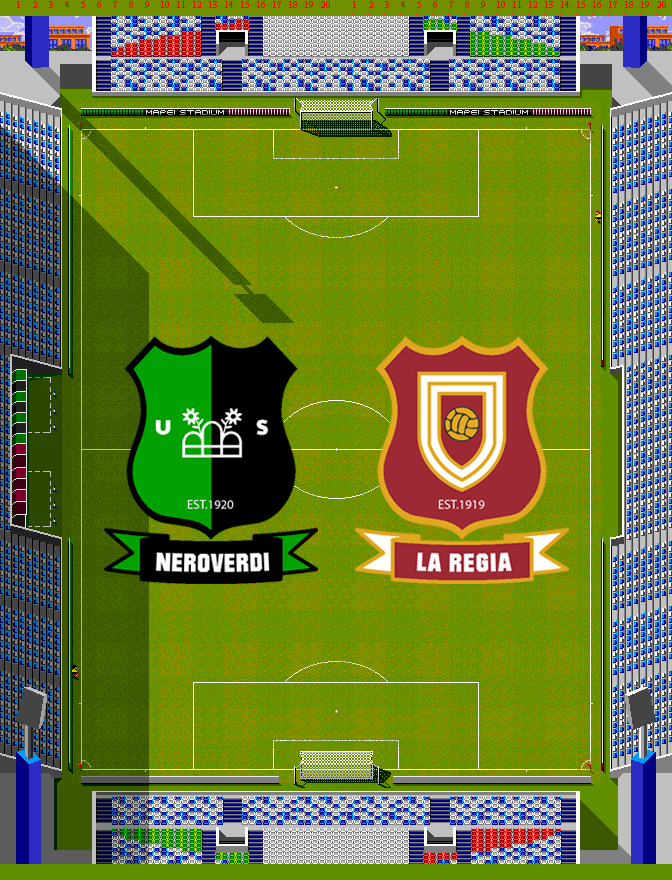 1 2 3 4 5 6 7 8 9 10 11 12 13 14 15 16 17 18 19 20 1 2 3 4 5 6 7 8 9 10 11 12 13 14 15 16 17 18 19 20
MAPEI STADIUM MAPEI STADIUM
U S
EST.1920 EST.1919
NEROVERDI LA REGIA